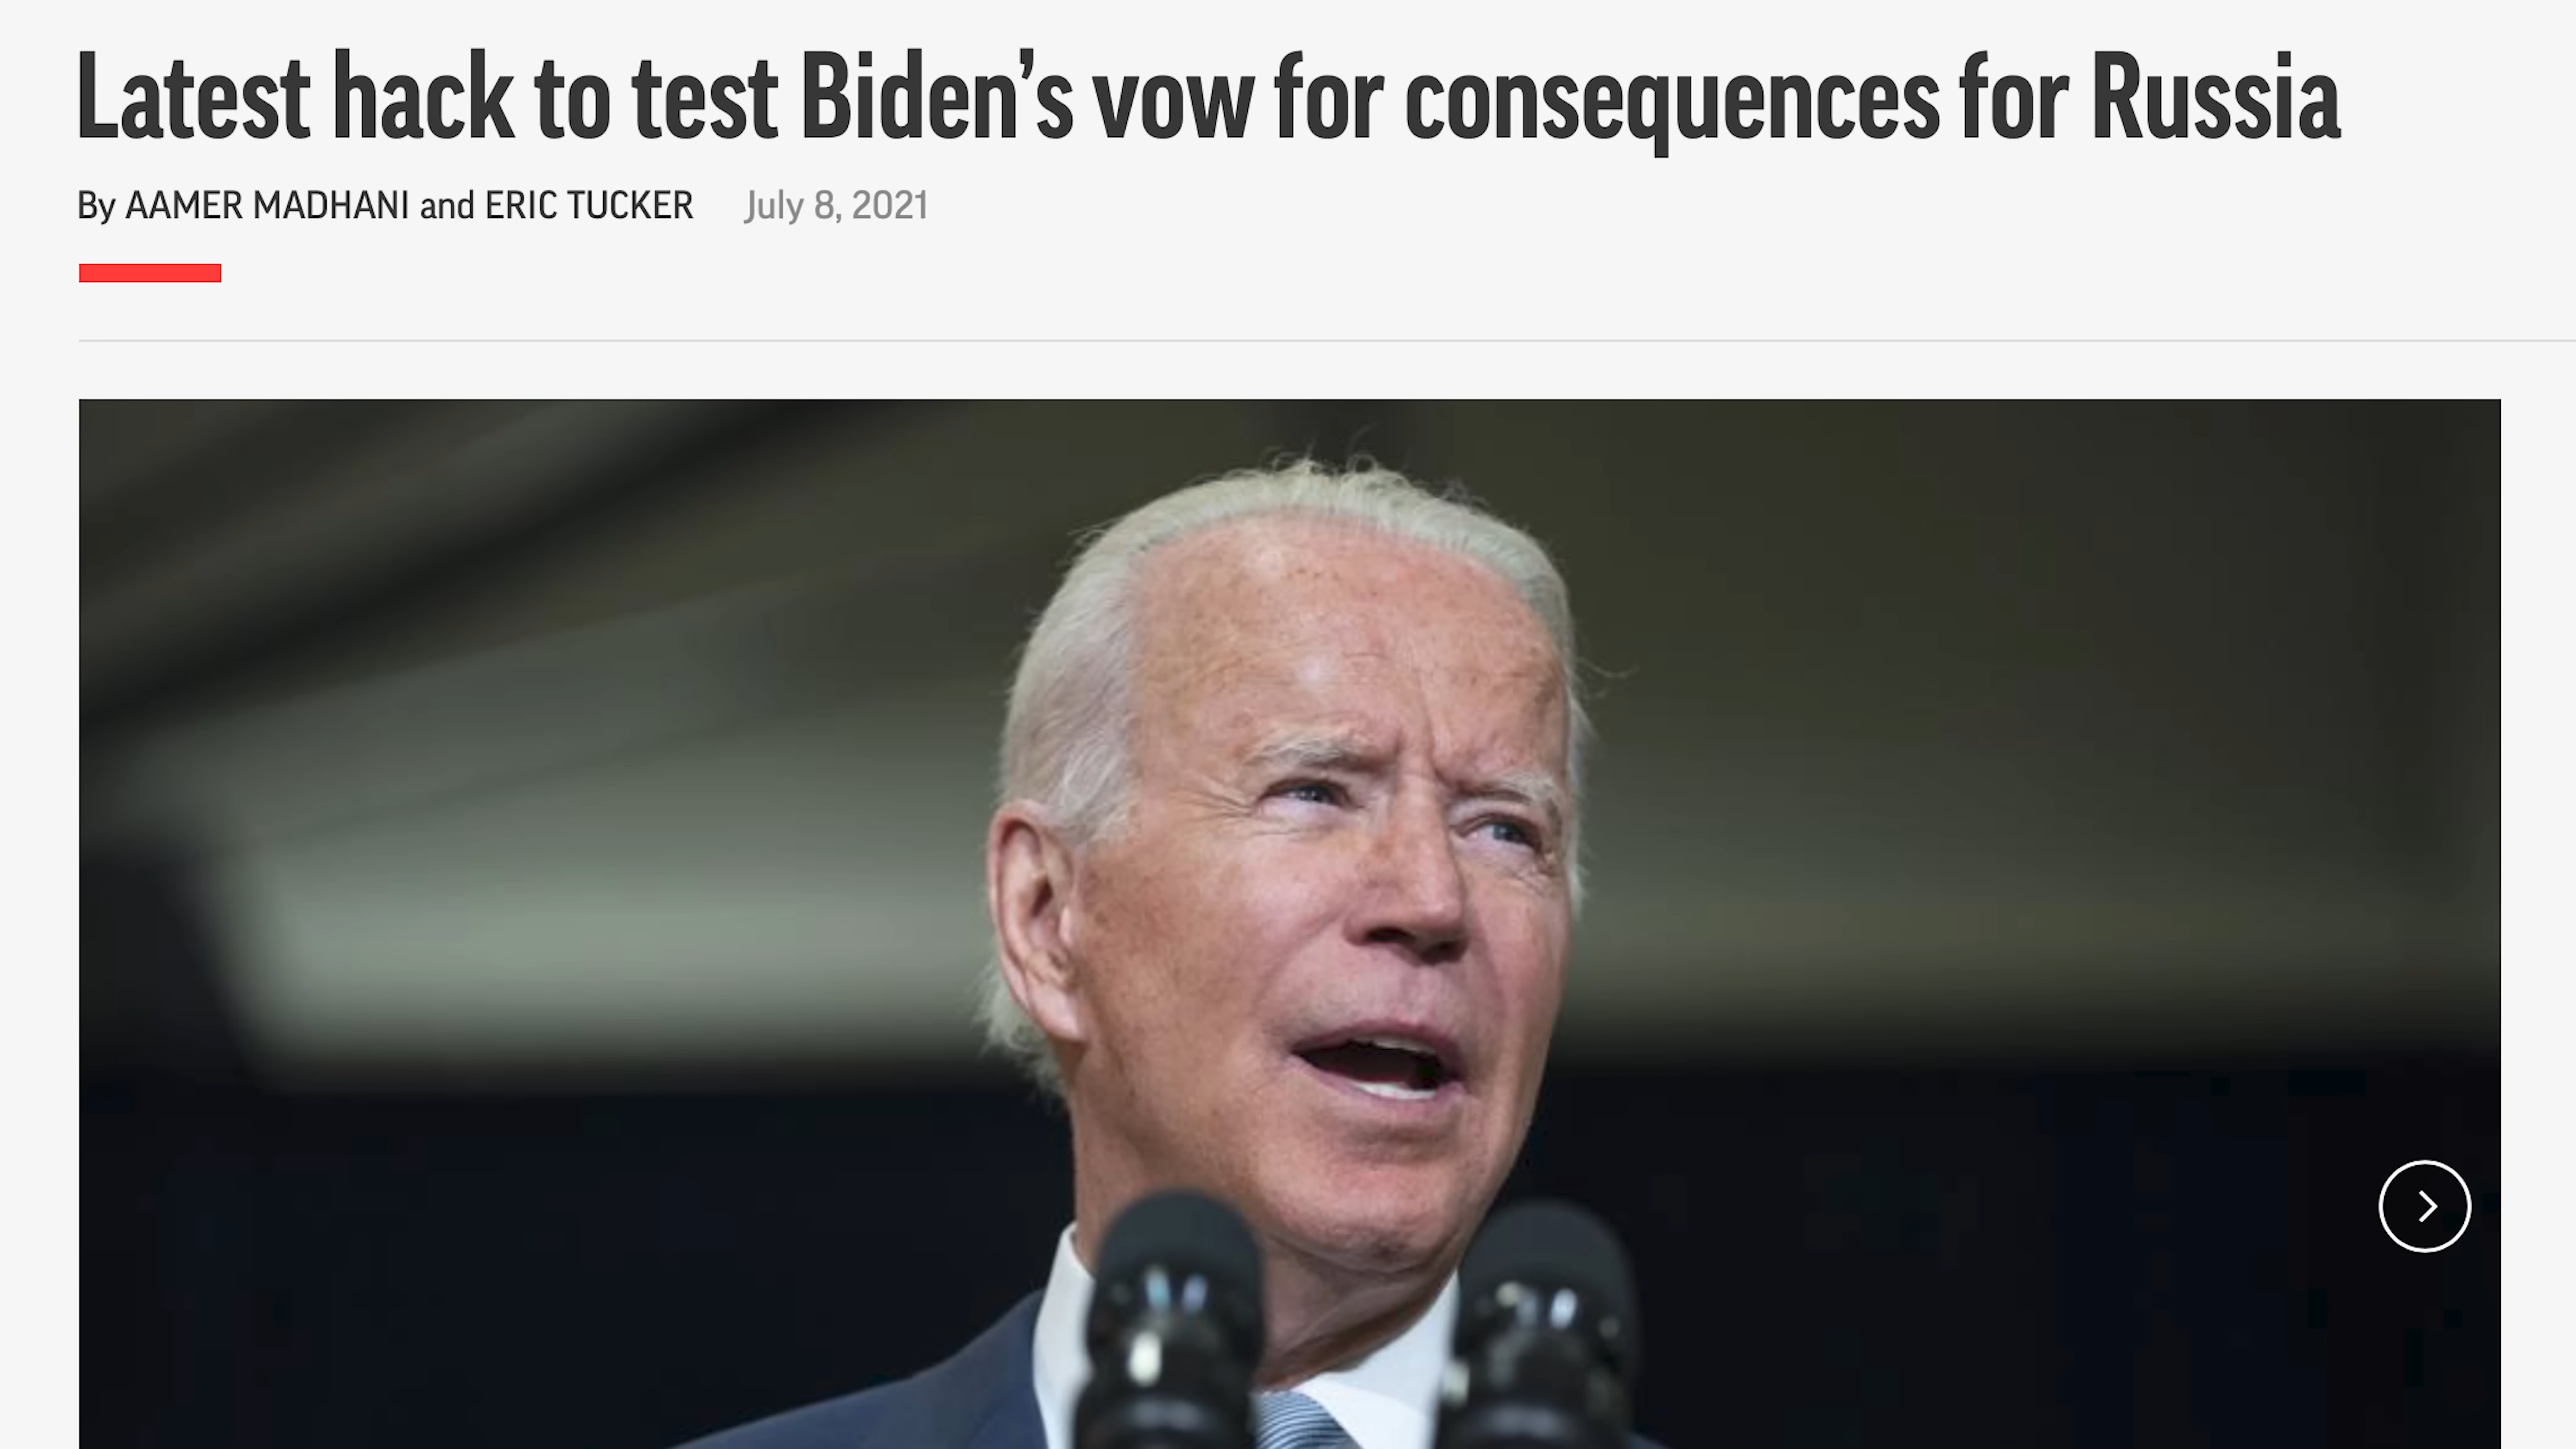 Latest hack to test Biden’s vow for consequences for Russia
By AAMER MADHANI and ERIC TUCKER July 8, 2021